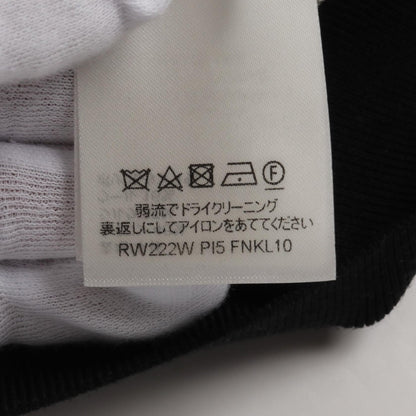 F
弱流でドライクリーニング
裏返しにしてアイロンをあててください
RW222W PI5 FNKL10